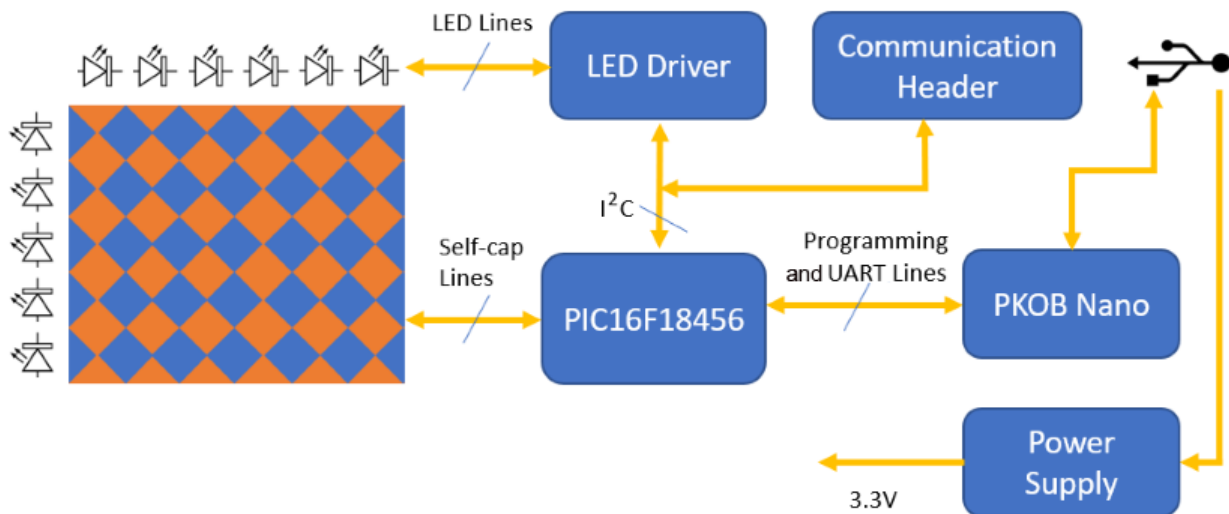 LED Lines
LED Driver
Communication
Header
I²C
Self-cap
Lines
PIC16F18456
Programming
and UART Lines
PKOB Nano
Power
Supply
3.3V